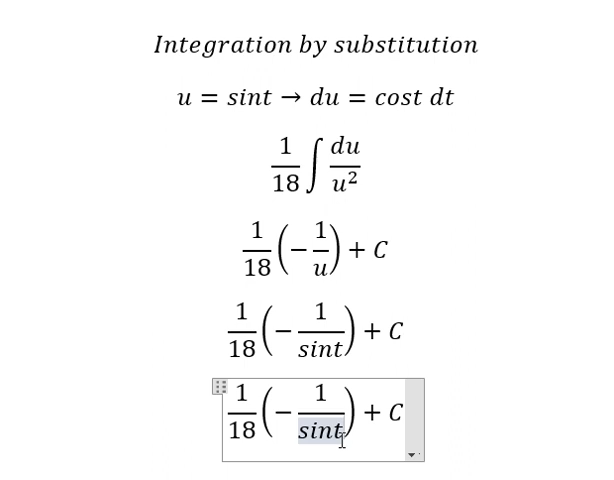 Integration by substitution
u = sint → du = cost dt
1/18 ∫ du/u²
1/18 (− 1/u) + C
1/18 (− 1/sint) + C
1/18 (− 1/sint) + C